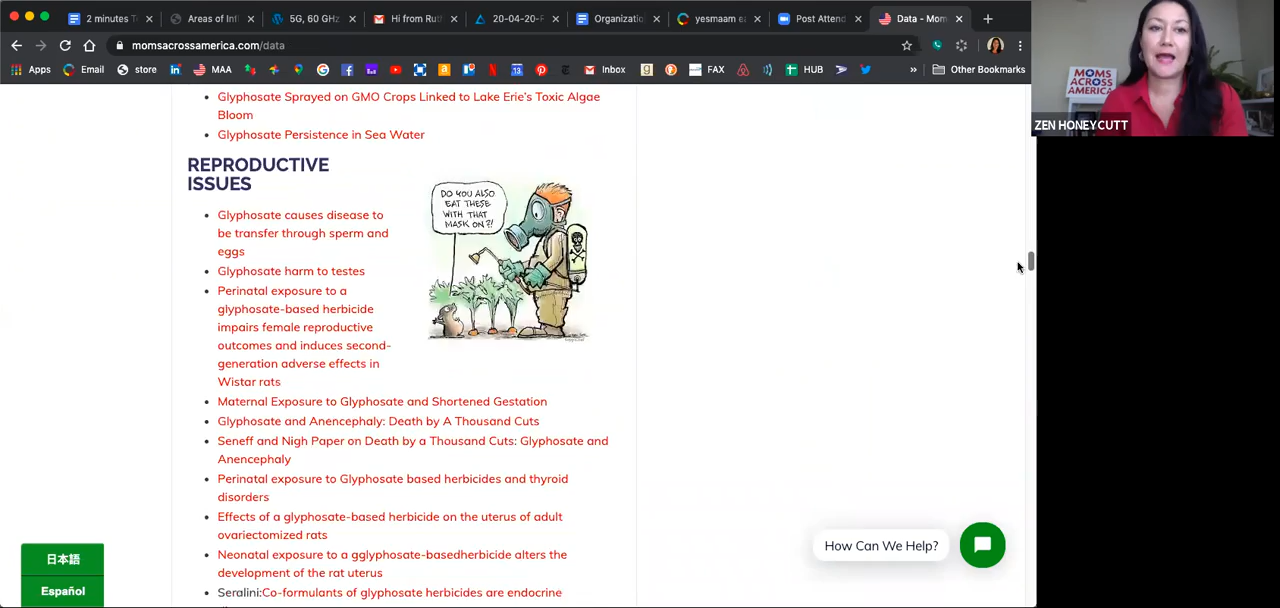 2 minutes T
Areas of Inf
5G, 60 GHz
Hi from Rut
20-04-20-F
Organizatio
yesmaam ea
Post Attend
Data - Mom
momsacrossamerica.com/data
Apps
Email
store
MAA
Inbox
FAX
HUB
»
Other Bookmarks
Glyphosate Sprayed on GMO Crops Linked to Lake Erie's Toxic Algae
Bloom
Glyphosate Persistence in Sea Water
REPRODUCTIVE
ISSUES
Glyphosate causes disease to
be transfer through sperm and
eggs
Glyphosate harm to testes
Perinatal exposure to a
glyphosate-based herbicide
impairs female reproductive
outcomes and induces second-
generation adverse effects in
Wistar rats
DO YOU ALSO
EAT THESE
WITH THAT
MASK ON?!
Maternal Exposure to Glyphosate and Shortened Gestation
Glyphosate and Anencephaly: Death by A Thousand Cuts
Seneff and Nigh Paper on Death by a Thousand Cuts: Glyphosate and
Anencephaly
Perinatal exposure to Glyphosate based herbicides and thyroid
disorders
Effects of a glyphosate-based herbicide on the uterus of adult
ovariectomized rats
Neonatal exposure to a gglyphosate-basedherbicide alters the
development of the rat uterus
Seralini:Co-formulants of glyphosate herbicides are endocrine
How Can We Help?
日本語
Español
MOMS
ACROSS
AMERICA
ZEN HONEYCUTT